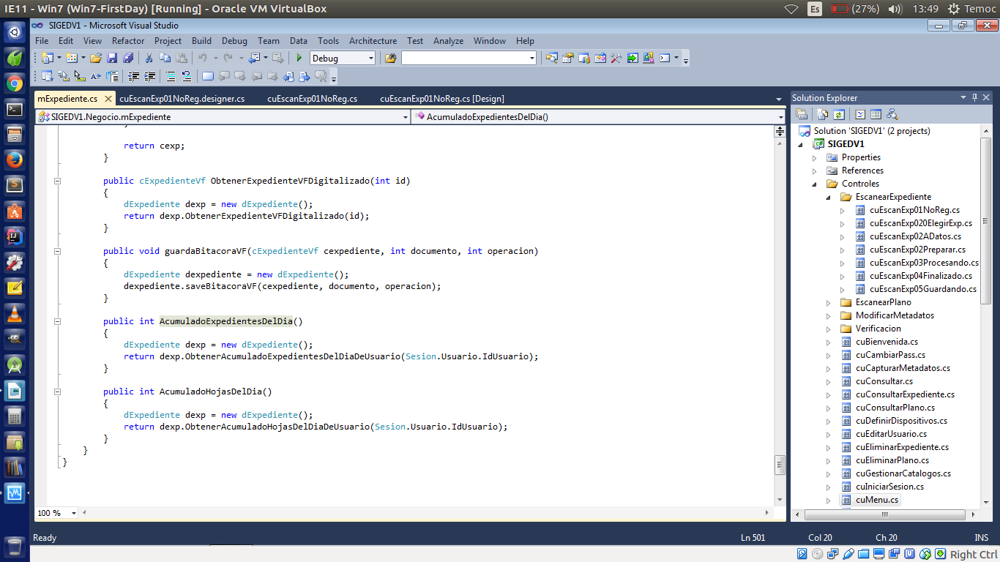 IE11 - Win7 (Win7-FirstDay) [Running] - Oracle VM VirtualBox
Es (27%) 13:49 Temoc
SIGEDV1 - Microsoft Visual Studio
File Edit View Refactor Project Build Debug Team Data Tools Architecture Test Analyze Window Help
Debug
mExpediente.cs cuEscanExp01NoReg.designer.cs cuEscanExp01NoReg.cs cuEscanExp01NoReg.cs [Design]
SIGEDV1.Negocio.mExpediente AcumuladoExpedientesDelDia()
return cexp;
}
public cExpedienteVf ObtenerExpedienteVFDigitalizado(int id)
{
dExpediente dexp = new dExpediente();
return dexp.ObtenerExpedienteVFDigitalizado(id);
}
public void guardaBitacoraVF(cExpedienteVf cexpediente, int documento, int operacion)
{
dExpediente dexpediente = new dExpediente();
dexpediente.saveBitacoraVF(cexpediente, documento, operacion);
}
public int AcumuladoExpedientesDelDia()
{
dExpediente dexp = new dExpediente();
return dexp.ObtenerAcumuladoExpedientesDelDiaDeUsuario(Sesion.Usuario.IdUsuario);
}
public int AcumuladoHojasDelDia()
{
dExpediente dexp = new dExpediente();
return dexp.ObtenerAcumuladoHojasDelDiaDeUsuario(Sesion.Usuario.IdUsuario);
}
}
}
100 %
Solution Explorer
Solution 'SIGEDV1' (2 projects)
SIGEDV1
Properties
References
Controles
EscanearExpediente
cuEscanExp01NoReg.cs
cuEscanExp020ElegirExp.cs
cuEscanExp02ADatos.cs
cuEscanExp02Preparar.cs
cuEscanExp03Procesando.cs
cuEscanExp04Finalizado.cs
cuEscanExp05Guardando.cs
EscanearPlano
ModificarMetadatos
Verificacion
cuBienvenida.cs
cuCambiarPass.cs
cuCapturarMetadatos.cs
cuConsultar.cs
cuConsultarExpediente.cs
cuConsultarPlano.cs
cuDefinirDispositivos.cs
cuEditarUsuario.cs
cuEliminarExpediente.cs
cuEliminarPlano.cs
cuGestionarCatalogos.cs
cuIniciarSesion.cs
cuMenu.cs
Ready Ln 501 Col 20 Ch 20 INS
Right Ctrl